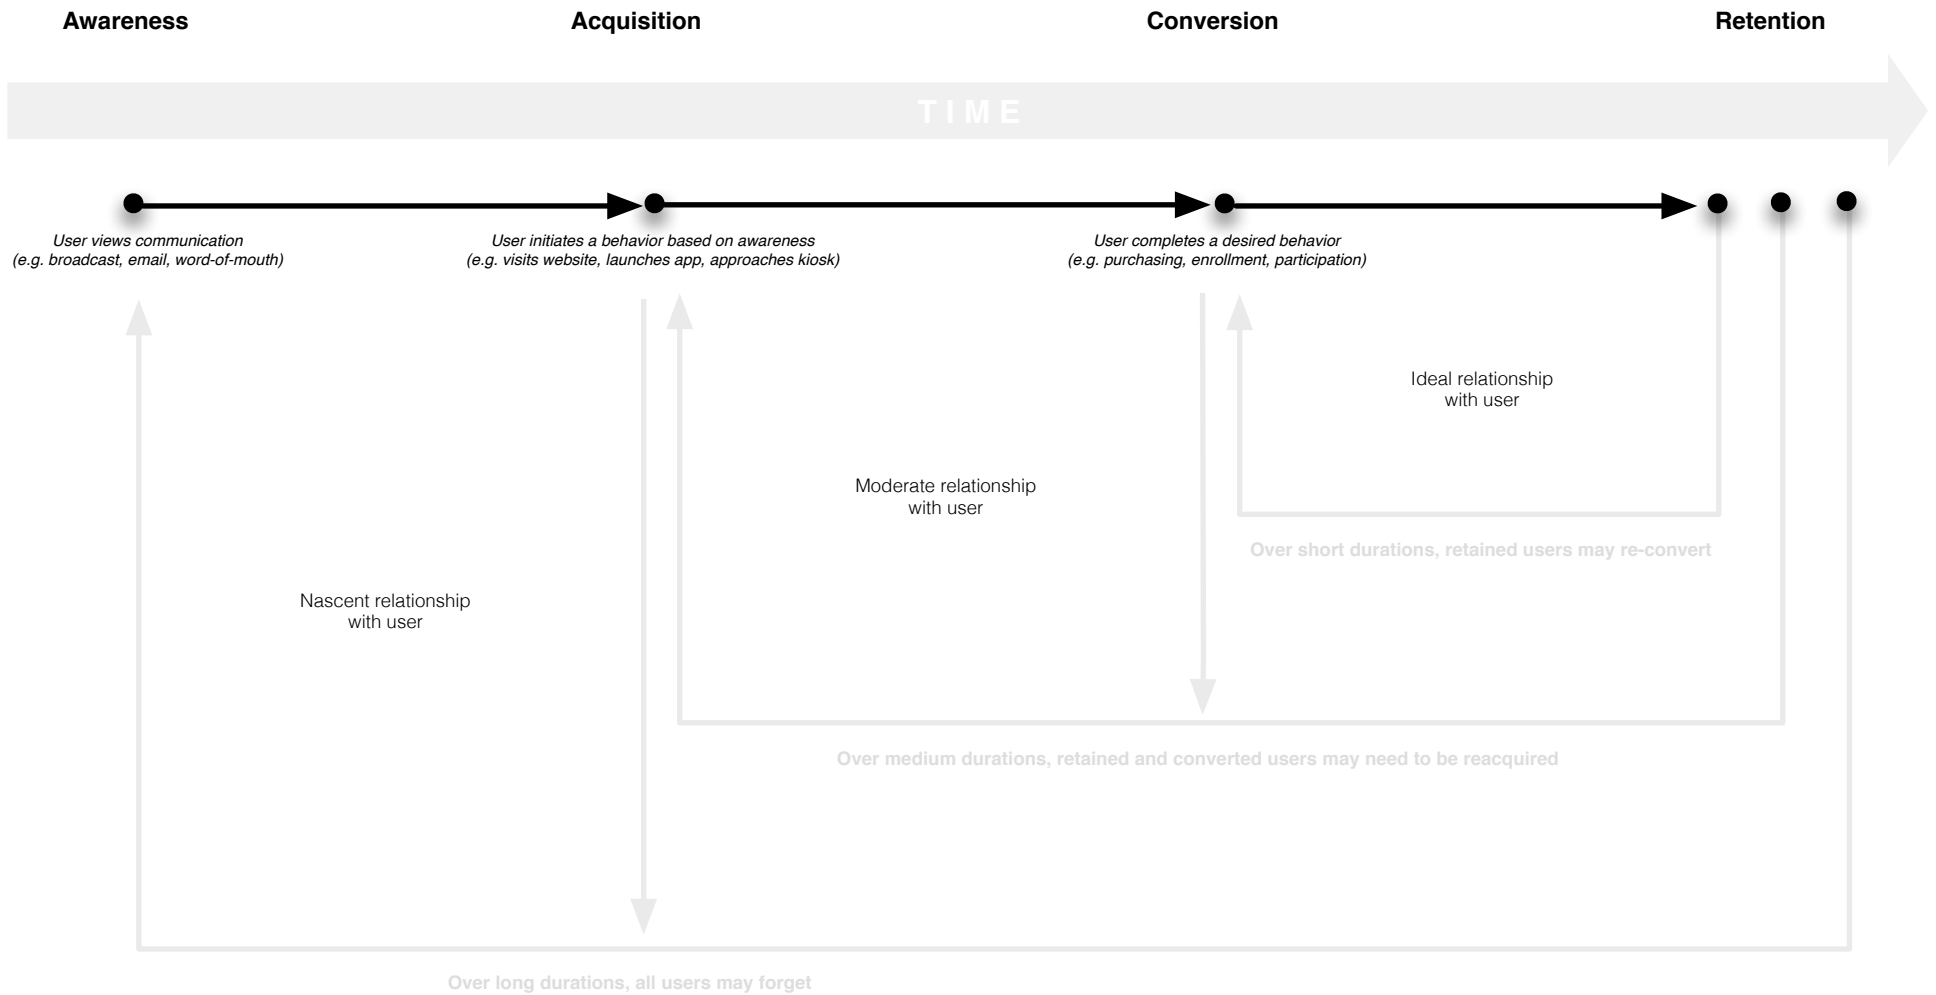 Awareness
Acquisition
Conversion
Retention
TIME
User views communication
(e.g. broadcast, email, word-of-mouth)
User initiates a behavior based on awareness
(e.g. visits website, launches app, approaches kiosk)
User completes a desired behavior
(e.g. purchasing, enrollment, participation)
Ideal relationship
with user
Moderate relationship
with user
Over short durations, retained users may re-convert
Nascent relationship
with user
Over medium durations, retained and converted users may need to be reacquired
Over long durations, all users may forget